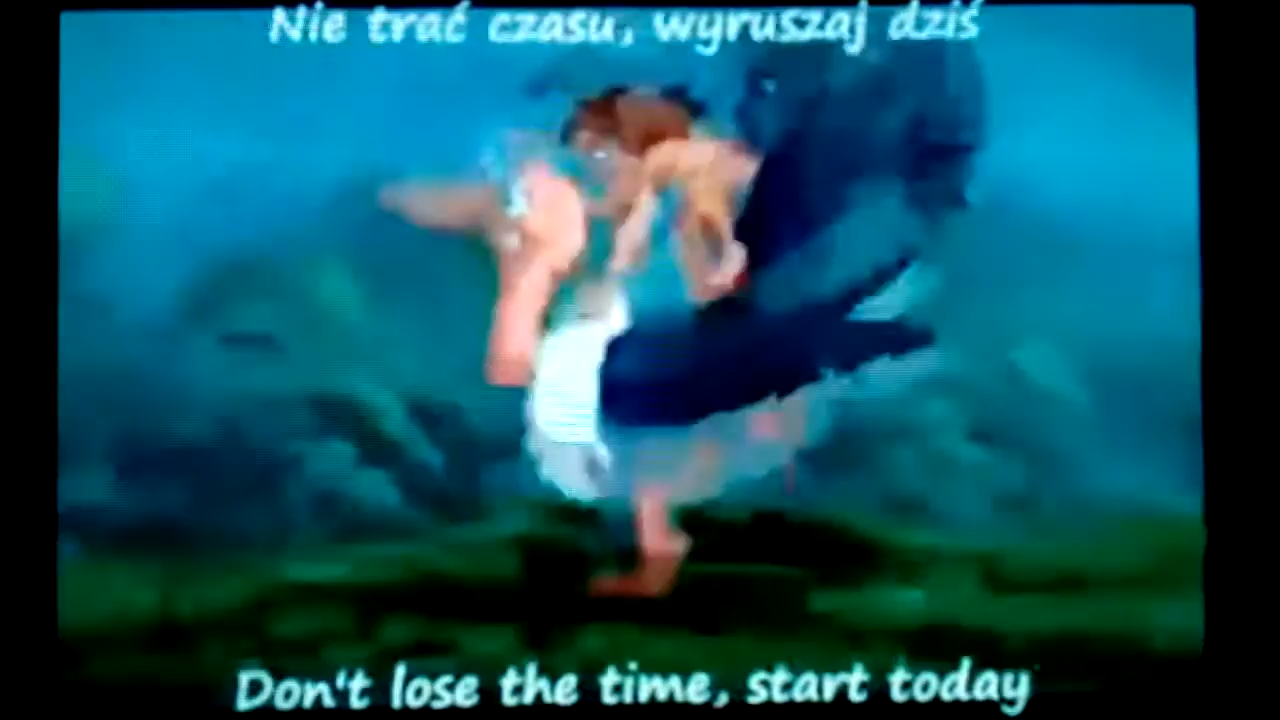 Nie trać czasu, wyruszaj dziś
Don't lose the time, start today